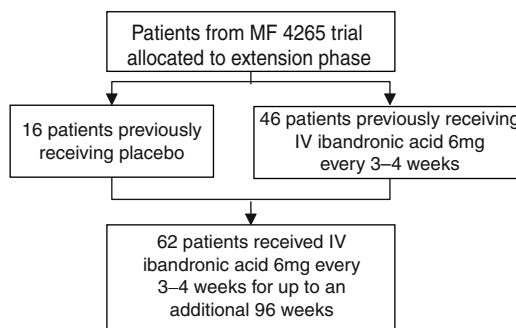 Patients from MF 4265 trial
allocated to extension phase
16 patients previously
receiving placebo
46 patients previously receiving
IV ibandronic acid 6mg
every 3–4 weeks
62 patients received IV
ibandronic acid 6mg every
3–4 weeks for up to an
additional 96 weeks